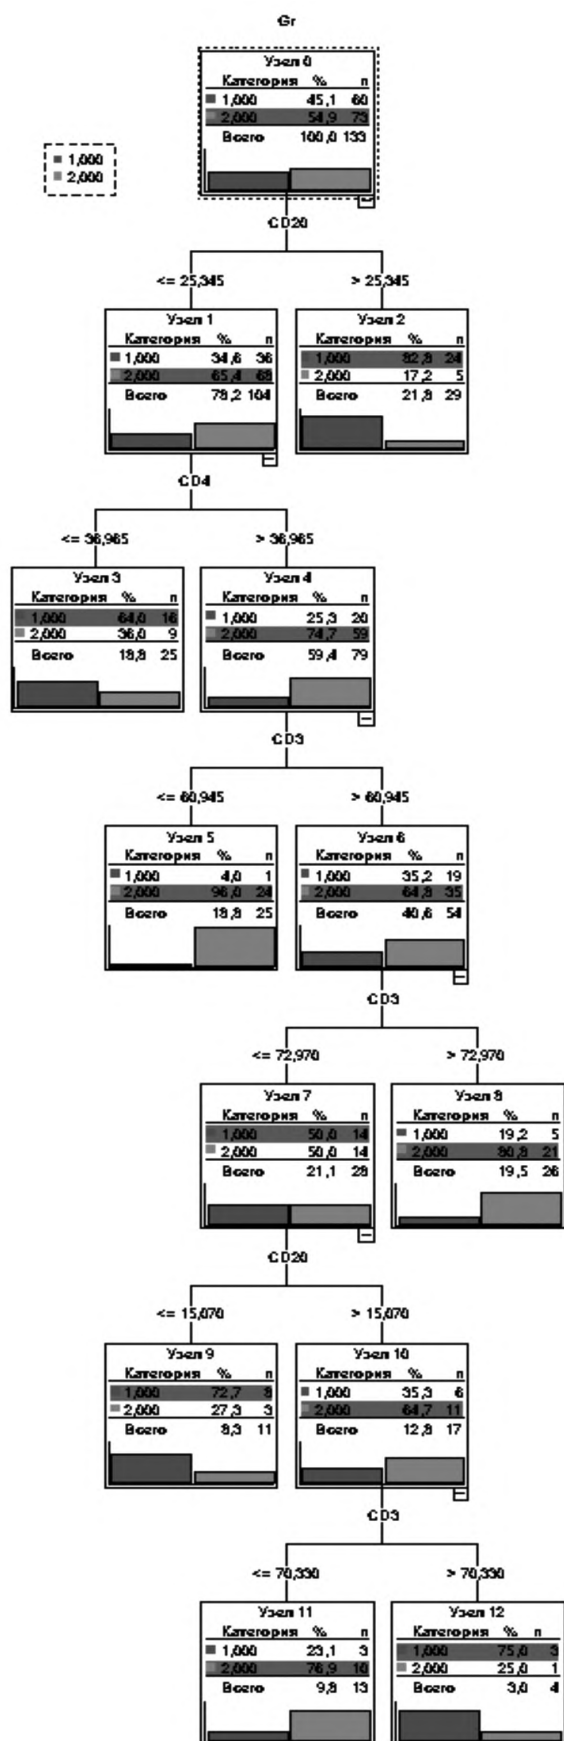 Gr
Узел 0
Категория % n
1,000 45,1 60
2,000 54,9 73
Всего 100,0 133
1,000
2,000
CD20
<= 25,345 > 25,345
Узел 1 Узел 2
Категория % n Категория % n
1,000 34,6 36 1,000 82,8 24
2,000 65,4 68 2,000 17,2 5
Всего 78,2 104 Всего 21,8 29
CD4
<= 36,965 > 36,965
Узел 3 Узел 4
Категория % n Категория % n
1,000 64,0 16 1,000 25,3 20
2,000 36,0 9 2,000 74,7 59
Всего 18,8 25 Всего 59,4 79
CD3
<= 60,945 > 60,945
Узел 5 Узел 6
Категория % n Категория % n
1,000 4,0 1 1,000 35,2 19
2,000 96,0 24 2,000 64,8 35
Всего 18,8 25 Всего 40,6 54
CD3
<= 72,970 > 72,970
Узел 7 Узел 8
Категория % n Категория % n
1,000 50,0 14 1,000 19,2 5
2,000 50,0 14 2,000 80,8 21
Всего 21,1 28 Всего 19,5 26
CD20
<= 15,070 > 15,070
Узел 9 Узел 10
Категория % n Категория % n
1,000 72,7 8 1,000 35,3 6
2,000 27,3 3 2,000 64,7 11
Всего 8,3 11 Всего 12,8 17
CD3
<= 70,330 > 70,330
Узел 11 Узел 12
Категория % n Категория % n
1,000 23,1 3 1,000 75,0 3
2,000 76,9 10 2,000 25,0 1
Всего 9,8 13 Всего 3,0 4